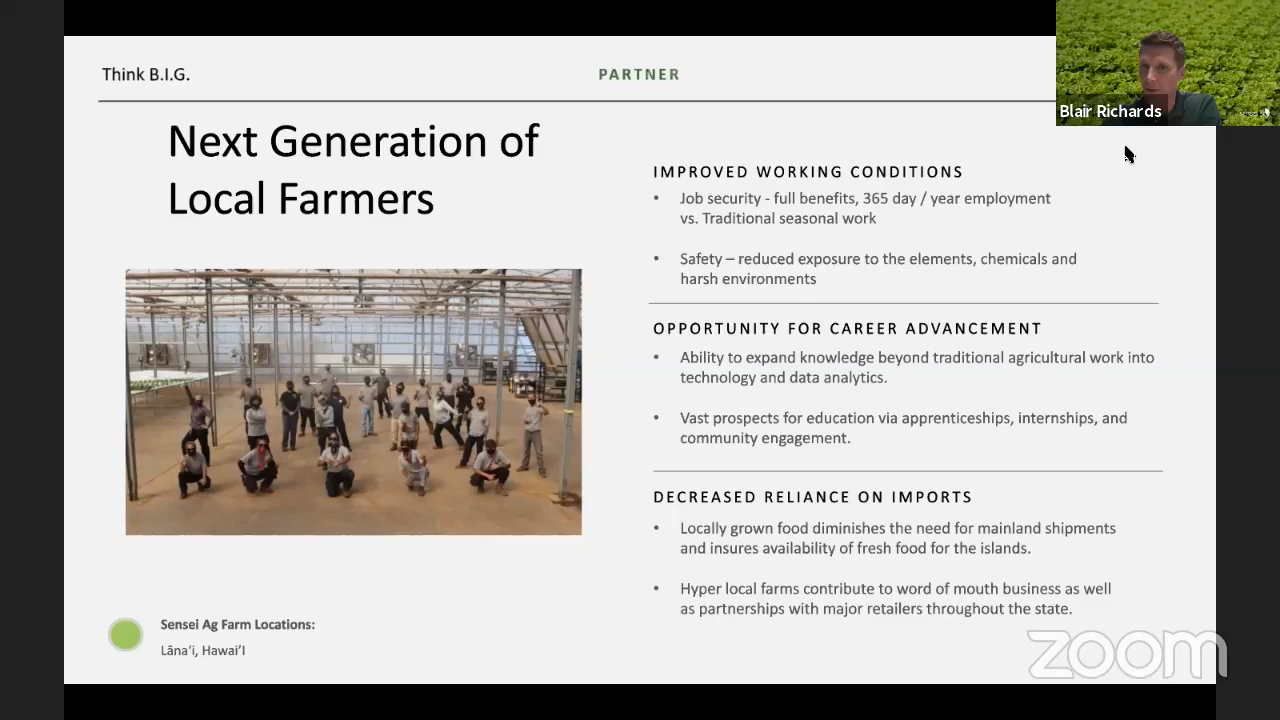 Think B.I.G.
PARTNER
Blair Richards
Next Generation of
Local Farmers
IMPROVED WORKING CONDITIONS
• Job security - full benefits, 365 day / year employment
vs. Traditional seasonal work
• Safety – reduced exposure to the elements, chemicals and
harsh environments
OPPORTUNITY FOR CAREER ADVANCEMENT
• Ability to expand knowledge beyond traditional agricultural work into
technology and data analytics.
• Vast prospects for education via apprenticeships, internships, and
community engagement.
DECREASED RELIANCE ON IMPORTS
• Locally grown food diminishes the need for mainland shipments
and insures availability of fresh food for the islands.
• Hyper local farms contribute to word of mouth business as well
as partnerships with major retailers throughout the state.
Sensei Ag Farm Locations:
Lāna‘i, Hawai’I
zoom